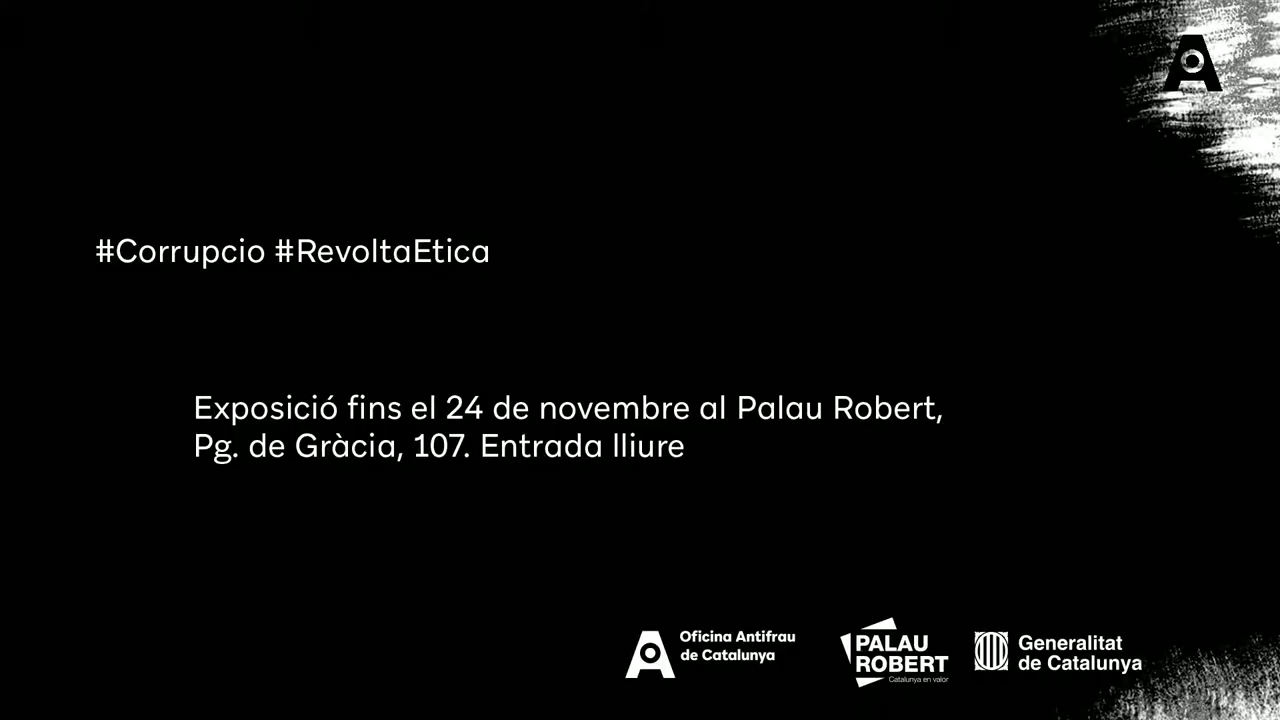 #Corrupcio #RevoltaEtica
Exposició fins el 24 de novembre al Palau Robert,
Pg. de Gràcia, 107. Entrada lliure
Oficina Antifrau
de Catalunya
PALAU
ROBERT
Catalunya en valor
Generalitat
de Catalunya